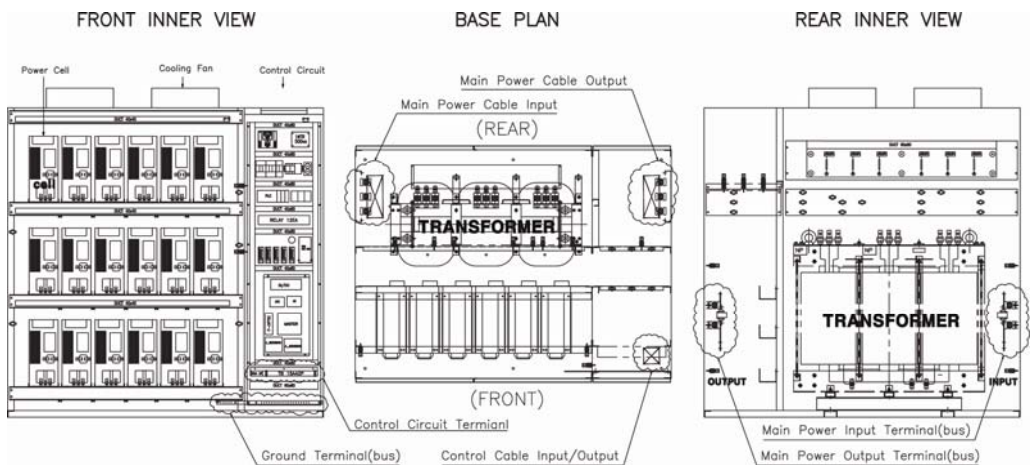 FRONT INNER VIEW
BASE PLAN
REAR INNER VIEW
Power Cell
Cooling Fan
Control Circuit
Main Power Cable Output
Main Power Cable Input
(REAR)
cell
RELAY 12EA
MASTER
TRANSFORMER
TRANSFORMER
OUTPUT
INPUT
(FRONT)
Control Circuit Termianl
Main Power Input Terminal(bus)
Ground Terminal(bus)
Control Cable Input/Output
Main Power Output Terminal(bus)